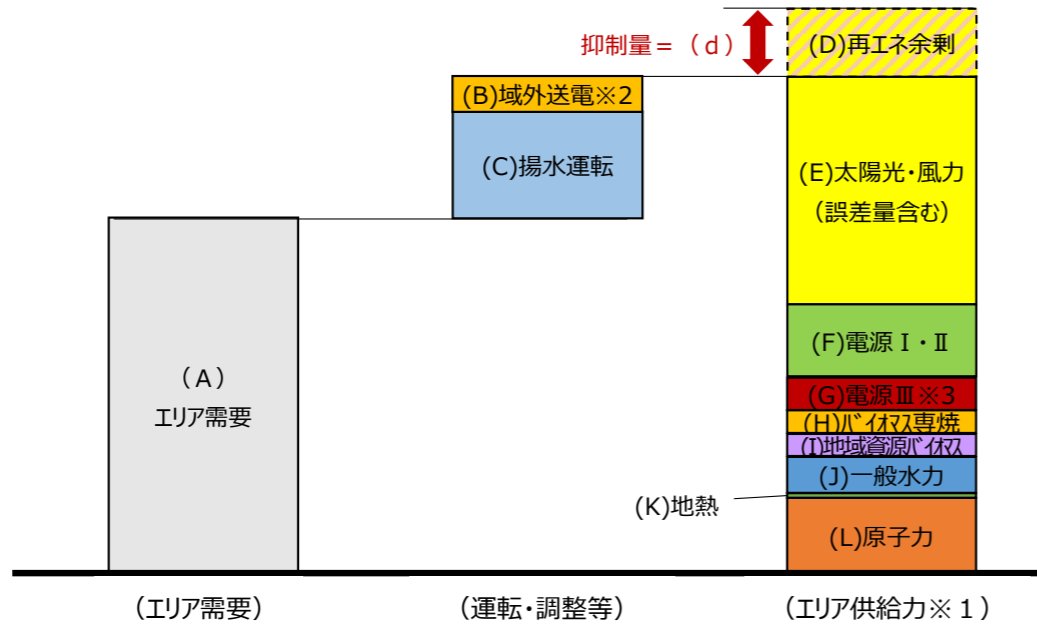 抑制量=(d)
(D)再エネ余剰
(B)域外送電※2
(C)揚水運転
(E)太陽光・風力
(誤差量含む)
(F)電源Ⅰ・Ⅱ
(A)
エリア需要
(G)電源Ⅲ※3
(H)バイオマス専焼
(I)地域資源バイオマス
(J)一般水力
(K)地熱
(L)原子力
(エリア需要)
(運転・調整等)
(エリア供給力※1)